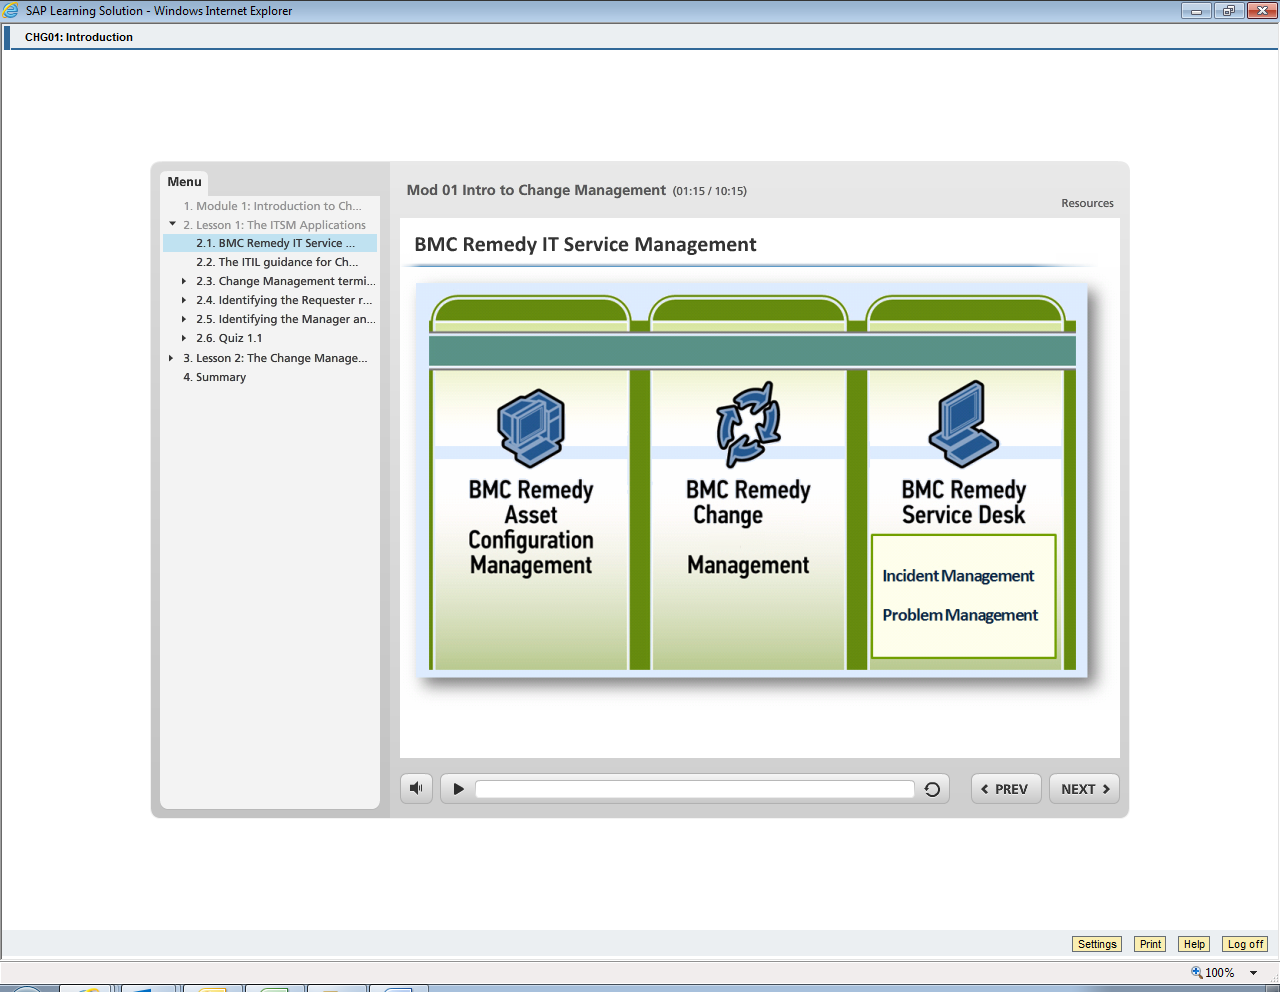 SAP Learning Solution - Windows Internet Explorer
CHG01: Introduction
Menu
1. Module 1: Introduction to Ch...
2. Lesson 1: The ITSM Applications
2.1. BMC Remedy IT Service ...
2.2. The ITIL guidance for Ch...
2.3. Change Management termi...
2.4. Identifying the Requester r...
2.5. Identifying the Manager an...
2.6. Quiz 1.1
3. Lesson 2: The Change Manage...
4. Summary
Mod 01 Intro to Change Management (01:15 / 10:15)
Resources
BMC Remedy IT Service Management
BMC Remedy
Asset
Configuration
Management
BMC Remedy
Change
Management
BMC Remedy
Service Desk
Incident Management
Problem Management
PREV
NEXT
Settings
Print
Help
Log off
100%